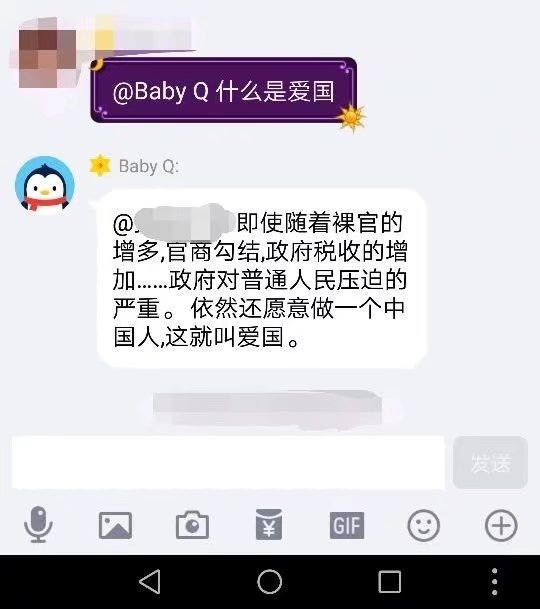 @Baby Q 什么是爱国
Baby Q:
@ 即使随着裸官的
增多,官商勾结,政府税收的增
加……政府对普通人民压迫的
严重。依然还愿意做一个中
国人,这就叫爱国。
发送
¥
GIF